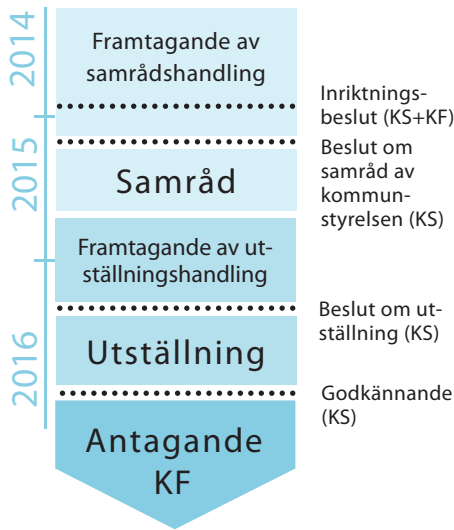 2014
Framtagande av
samrådshandling
Inriktnings-
beslut (KS+KF)
2015
Beslut om
samråd av
kommun-
styrelsen (KS)
Samråd
Framtagande av ut-
ställningshandling
Beslut om ut-
ställning (KS)
2016
Utställning
Godkännande
(KS)
Antagande
KF